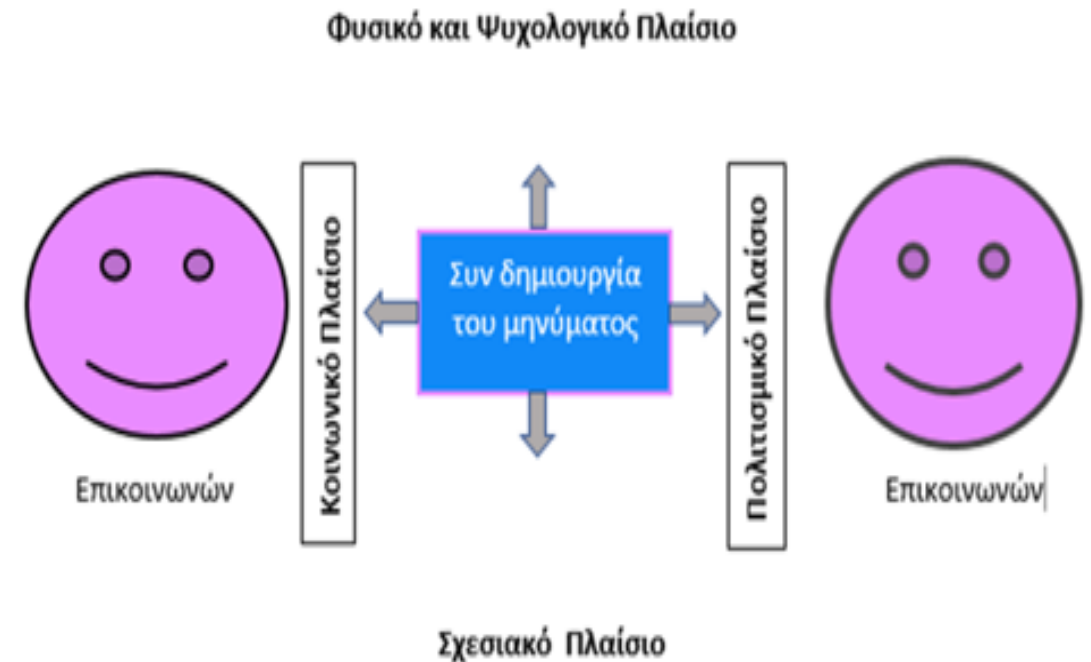 Φυσικό και Ψυχολογικό Πλαίσιο
Κοινωνικό Πλαίσιο
Συν δημιουργία
του μηνύματος
Πολιτισμικό Πλαίσιο
Επικοινωνών
Επικοινωνών
Σχεσιακό Πλαίσιο